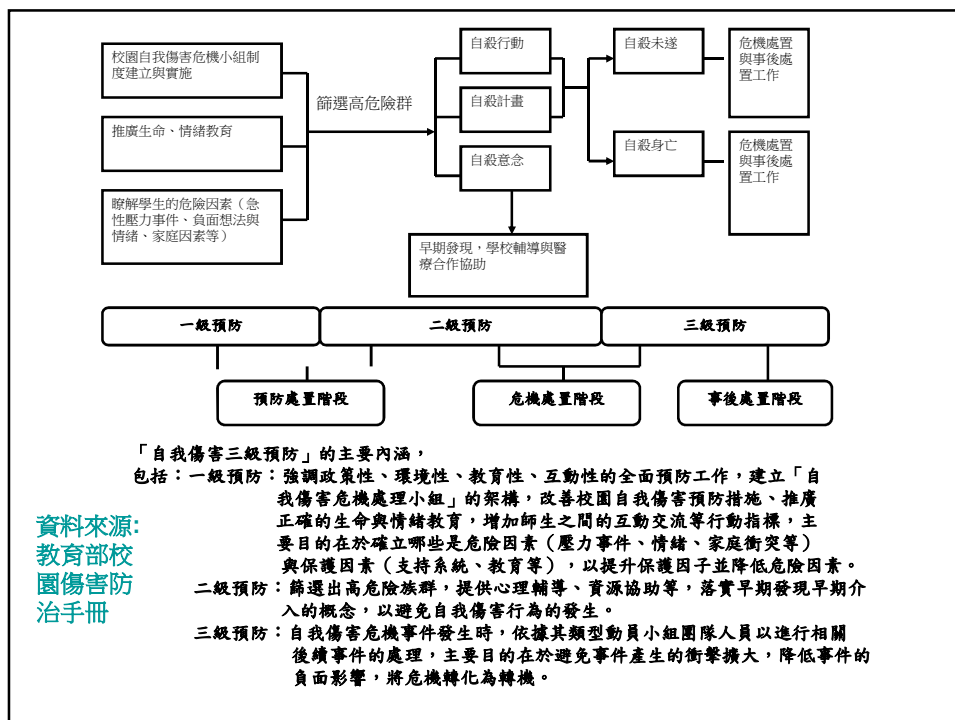 校園自我傷害危機小組制
度建立與實施
推廣生命、情緒教育
瞭解學生的危險因素（急
性壓力事件、負面想法與
情緒、家庭因素等）
篩選高危險群
自殺行動
自殺計畫
自殺意念
自殺未遂
自殺身亡
危機處置
與事後處
置工作
危機處置
與事後處
置工作
早期發現，學校輔導與醫
療合作協助
一級預防
二級預防
三級預防
預防處置階段
危機處置階段
事後處置階段
「自我傷害三級預防」的主要內涵，
包括：一級預防：強調政策性、環境性、教育性、互動性的全面預防工作，建立「自
我傷害危機處理小組」的架構，改善校園自我傷害預防措施、推廣
正確的生命與情緒教育，增加師生之間的互動交流等行動指標，主
要目的在於確立哪些是危險因素（壓力事件、情緒、家庭衝突等）
與保護因素（支持系統、教育等），以提升保護因子並降低危險因素。
二級預防：篩選出高危險族群，提供心理輔導、資源協助等，落實早期發現早期介
入的概念，以避免自我傷害行為的發生。
三級預防：自我傷害危機事件發生時，依據其類型動員小組團隊人員以進行相關
後續事件的處理，主要目的在於避免事件產生的衝擊擴大，降低事件的
負面影響，將危機轉化為轉機。
資料來源:
教育部校
園傷害防
治手冊